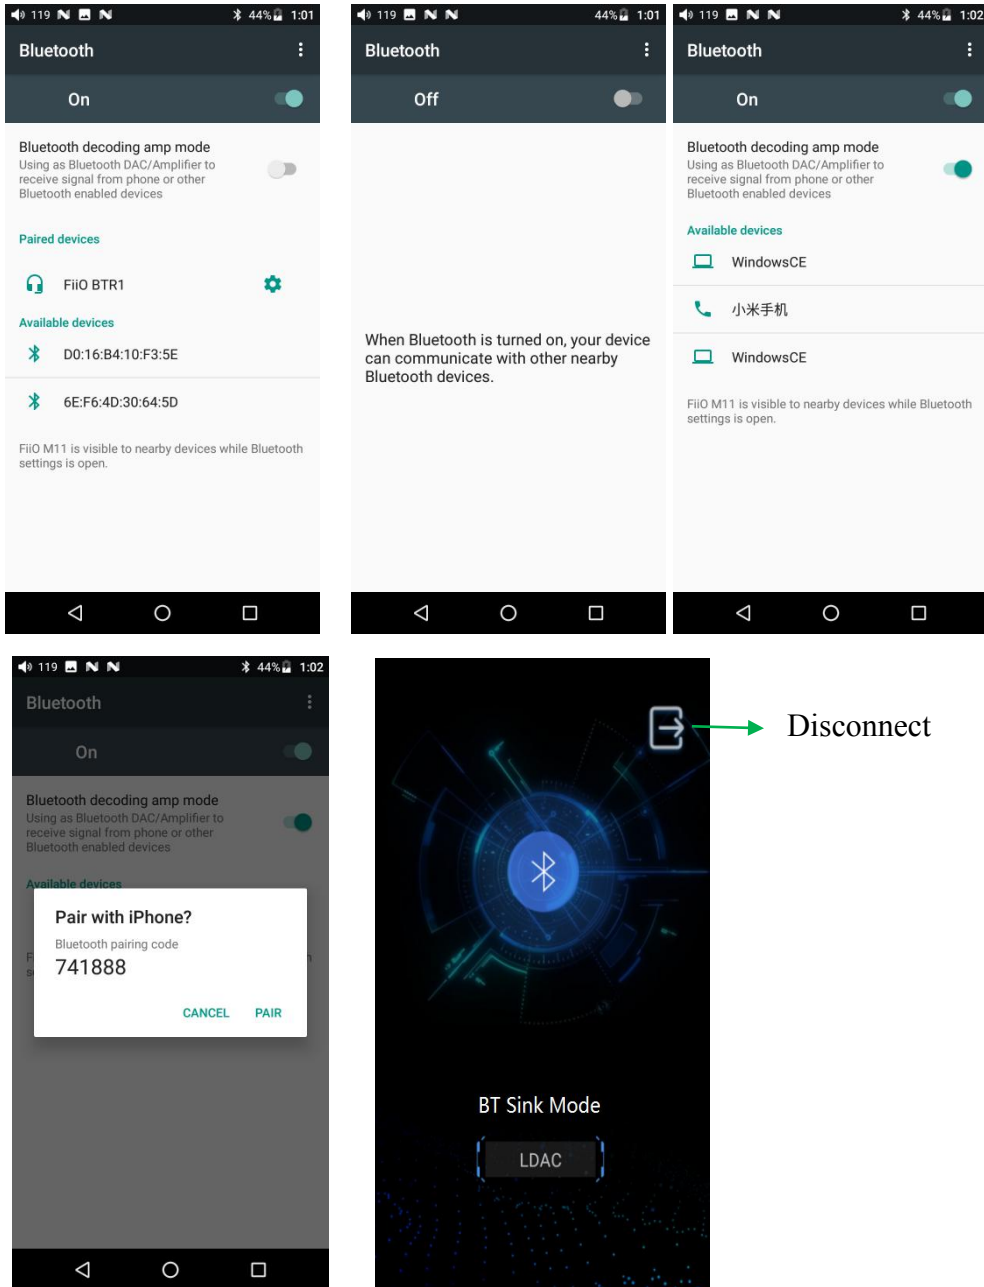 119 44% 1:01
Bluetooth
On
Bluetooth decoding amp mode
Using as Bluetooth DAC/Amplifier to
receive signal from phone or other
Bluetooth enabled devices
Paired devices
FiiO BTR1
Available devices
D0:16:B4:10:F3:5E
6E:F6:4D:30:64:5D
FiiO M11 is visible to nearby devices while Bluetooth
settings is open.
119 44% 1:01
Bluetooth
Off
When Bluetooth is turned on, your device
can communicate with other nearby
Bluetooth devices.
119 44% 1:02
Bluetooth
On
Bluetooth decoding amp mode
Using as Bluetooth DAC/Amplifier to
receive signal from phone or other
Bluetooth enabled devices
Available devices
WindowsCE
小米手机
WindowsCE
FiiO M11 is visible to nearby devices while Bluetooth
settings is open.
119 44% 1:02
Bluetooth
On
Bluetooth decoding amp mode
Using as Bluetooth DAC/Amplifier to
receive signal from phone or other
Bluetooth enabled devices
Available devices
Pair with iPhone?
Bluetooth pairing code
741888
CANCEL PAIR
Disconnect
BT Sink Mode
LDAC